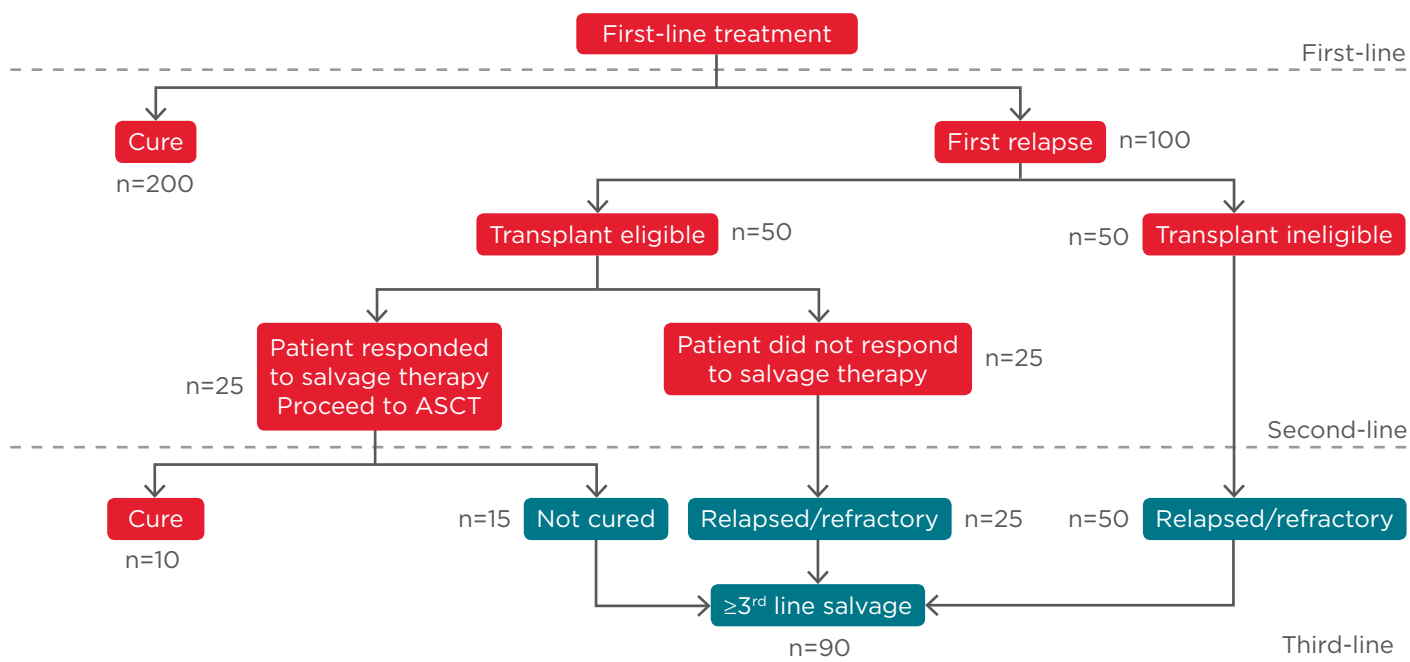 First-line treatment
First-line
Cure
n=200
First relapse
n=100
Transplant eligible
n=50
n=50
Transplant ineligible
n=25
Patient responded
to salvage therapy
Proceed to ASCT
Patient did not respond
to salvage therapy
n=25
Second-line
Cure
n=10
n=15
Not cured
Relapsed/refractory
n=25
n=50
Relapsed/refractory
≥3rd line salvage
n=90
Third-line